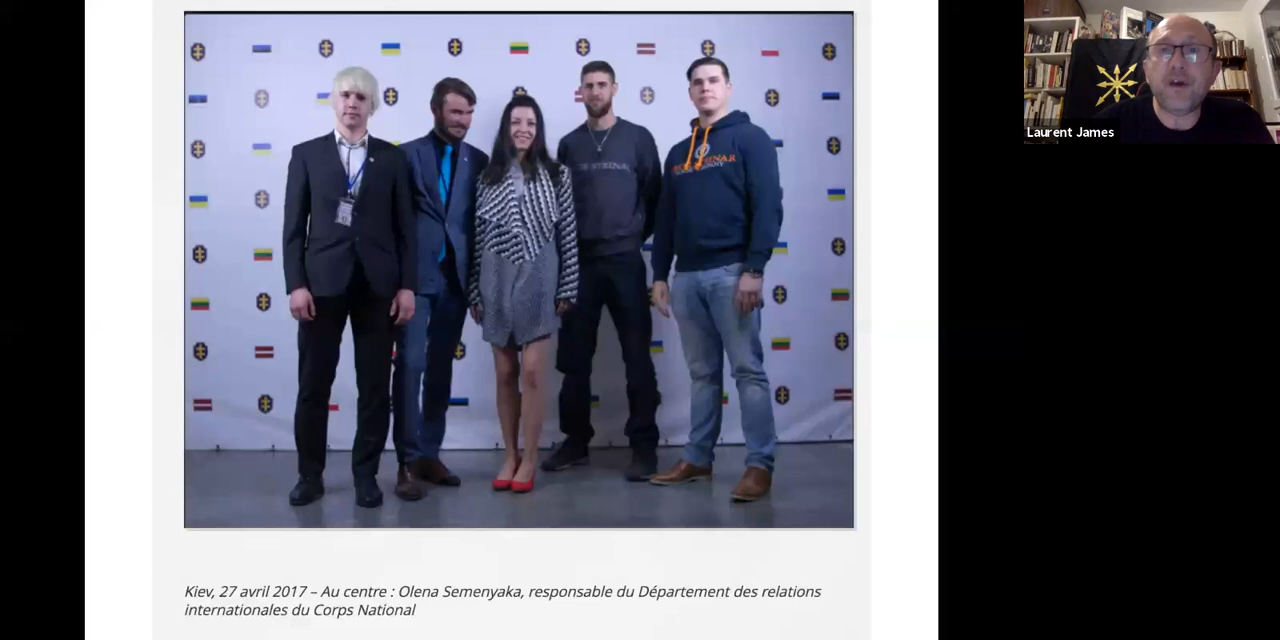 Laurent James
Kiev, 27 avril 2017 – Au centre : Olena Semenyaka, responsable du Département des relations
internationales du Corps National